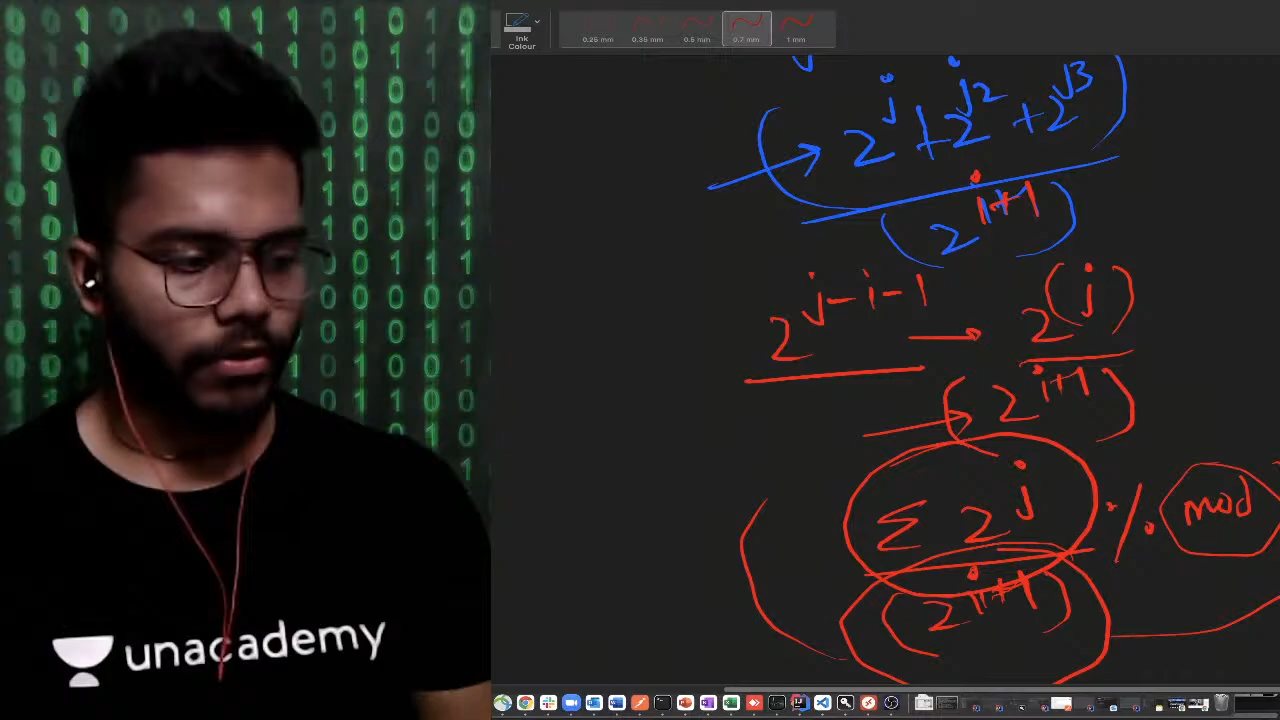 Ink
Colour
0.25 mm 0.35 mm 0.5 mm 0.7 mm 1 mm
2^j + 2^j2 + 2^j3
(2^i+1)
2^j-i-1 → 2^(j)
(2^i+1)
Σ 2^j % mod
(2^i+1)
unacademy